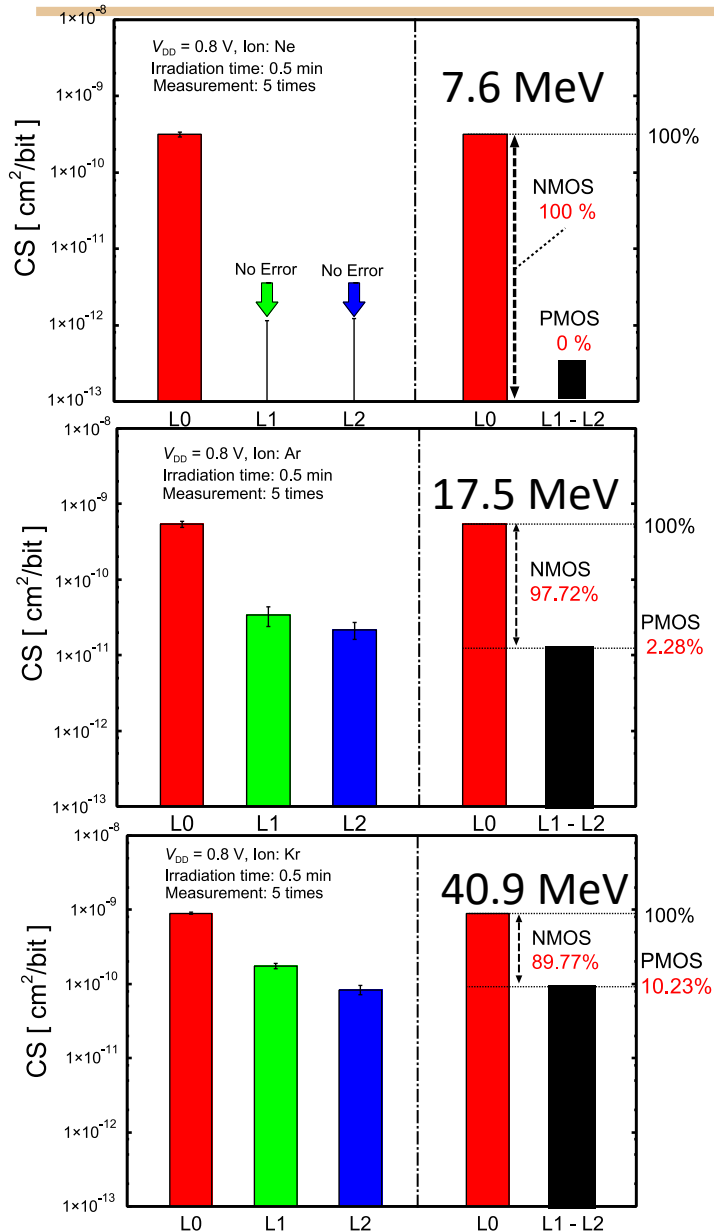 1×10⁻⁸
V_DD = 0.8 V, Ion: Ne
Irradiation time: 0.5 min
Measurement: 5 times
7.6 MeV
1×10⁻⁹
100%
1×10⁻¹⁰
NMOS
100 %
CS [ cm²/bit ]
1×10⁻¹¹
No Error
No Error
PMOS
0 %
1×10⁻¹²
1×10⁻¹³
L0
L1
L2
L0
L1 - L2
1×10⁻⁸
V_DD = 0.8 V, Ion: Ar
Irradiation time: 0.5 min
Measurement: 5 times
17.5 MeV
1×10⁻⁹
100%
NMOS
97.72%
1×10⁻¹⁰
CS [ cm²/bit ]
PMOS
2.28%
1×10⁻¹¹
1×10⁻¹²
1×10⁻¹³
L0
L1
L2
L0
L1 - L2
1×10⁻⁸
V_DD = 0.8 V, Ion: Kr
Irradiation time: 0.5 min
Measurement: 5 times
40.9 MeV
1×10⁻⁹
100%
NMOS
89.77%
PMOS
10.23%
1×10⁻¹⁰
CS [ cm²/bit ]
1×10⁻¹¹
1×10⁻¹²
1×10⁻¹³
L0
L1
L2
L0
L1 - L2